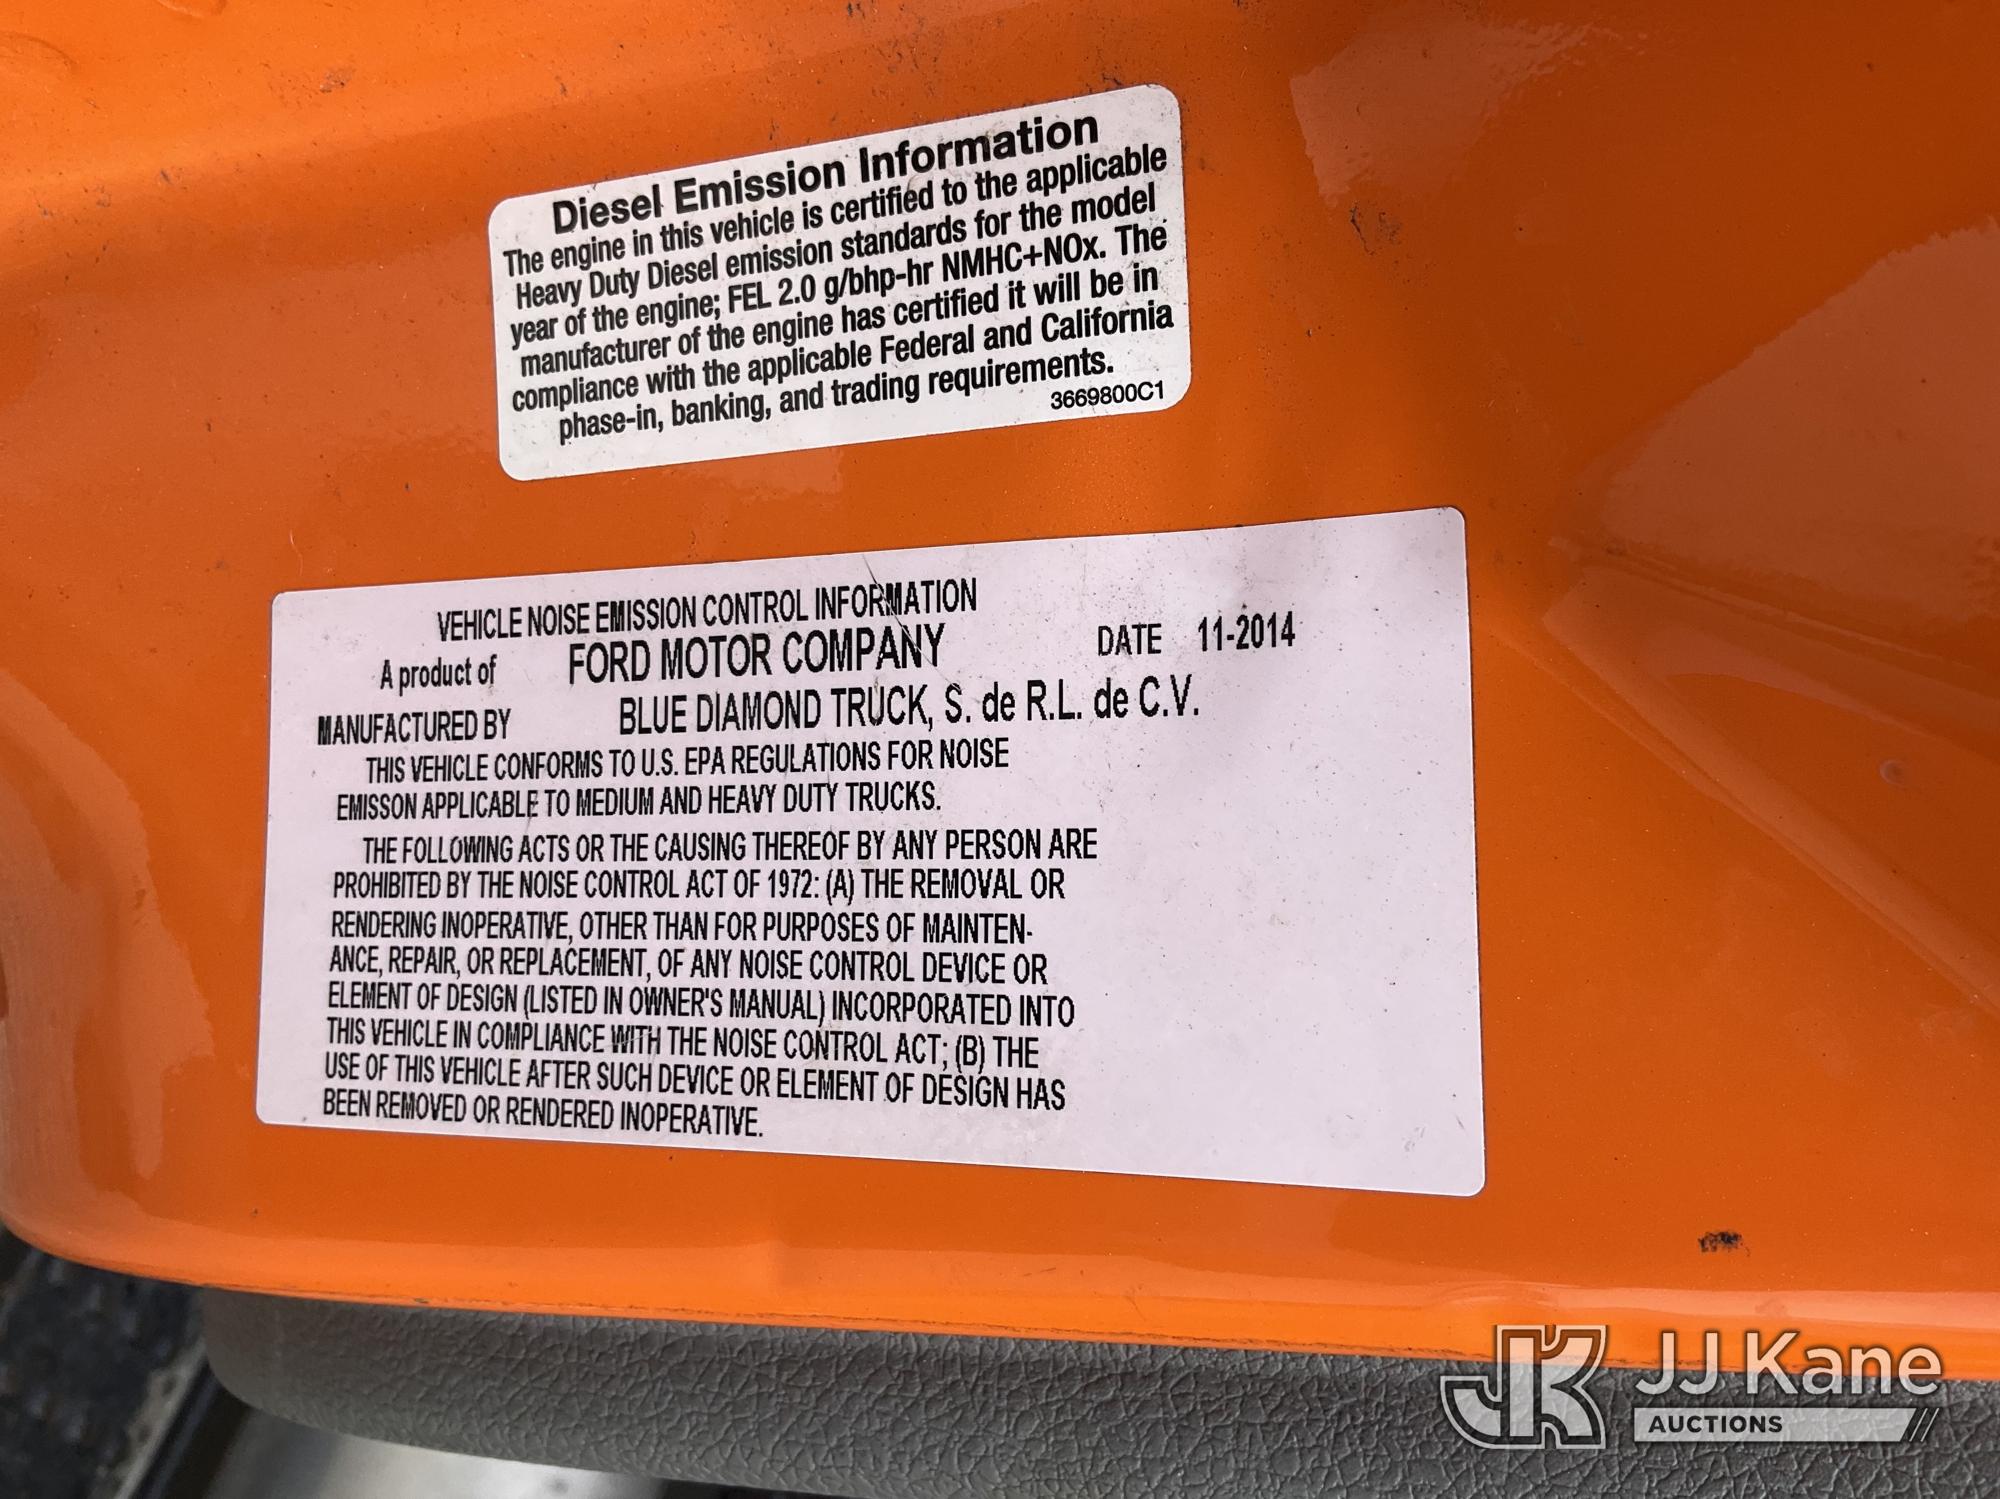 Diesel Emission Information
The engine in this vehicle is certified to the applicable
Heavy Duty Diesel emission standards for the model
year of the engine; FEL 2.0 g/bhp-hr NMHC+NOx. The
manufacturer of the engine has certified it will be in
compliance with the applicable Federal and California
phase-in, banking, and trading requirements.
3669800C1
VEHICLE NOISE EMISSION CONTROL INFORMATION
A product of FORD MOTOR COMPANY DATE 11-2014
MANUFACTURED BY BLUE DIAMOND TRUCK, S. de R.L. de C.V.
THIS VEHICLE CONFORMS TO U.S. EPA REGULATIONS FOR NOISE
EMISSON APPLICABLE TO MEDIUM AND HEAVY DUTY TRUCKS.
THE FOLLOWING ACTS OR THE CAUSING THEREOF BY ANY PERSON ARE
PROHIBITED BY THE NOISE CONTROL ACT OF 1972: (A) THE REMOVAL OR
RENDERING INOPERATIVE, OTHER THAN FOR PURPOSES OF MAINTEN-
ANCE, REPAIR, OR REPLACEMENT, OF ANY NOISE CONTROL DEVICE OR
ELEMENT OF DESIGN (LISTED IN OWNER'S MANUAL) INCORPORATED INTO
THIS VEHICLE IN COMPLIANCE WITH THE NOISE CONTROL ACT; (B) THE
USE OF THIS VEHICLE AFTER SUCH DEVICE OR ELEMENT OF DESIGN HAS
BEEN REMOVED OR RENDERED INOPERATIVE.
JK JJ Kane
AUCTIONS